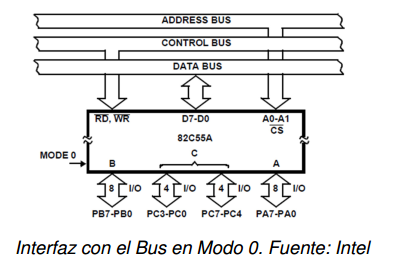 ADDRESS BUS
CONTROL BUS
DATA BUS
RD, WR D7-D0 A0-A1
CS
82C55A
MODE 0
B C A
8 I/O 4 I/O 4 I/O 8 I/O
PB7-PB0 PC3-PC0 PC7-PC4 PA7-PA0
Interfaz con el Bus en Modo 0. Fuente: Intel